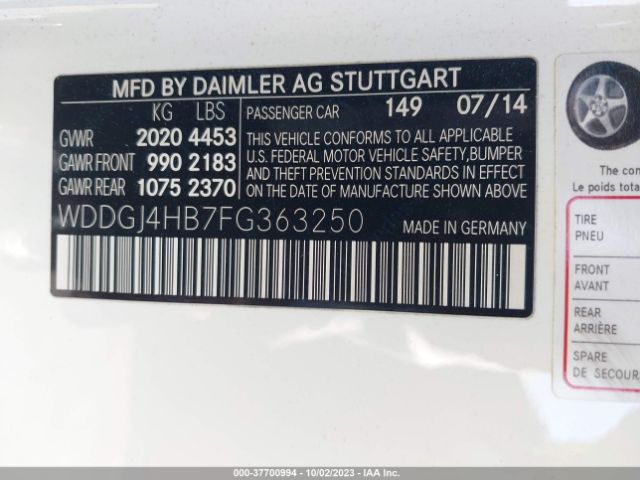 MFD BY DAIMLER AG STUTTGART
KG LBS
GVWR 2020 4453
GAWR FRONT 990 2183
GAWR REAR 1075 2370
PASSENGER CAR 149 07/14
THIS VEHICLE CONFORMS TO ALL APPLICABLE
U.S. FEDERAL MOTOR VEHICLE SAFETY,BUMPER
AND THEFT PREVENTION STANDARDS IN EFFECT
ON THE DATE OF MANUFACTURE SHOWN ABOVE
WDDGJ4HB7FG363250 MADE IN GERMANY
The con
Le poids total
TIRE
PNEU
FRONT
AVANT
REAR
ARRIÈRE
SPARE
DE SECOURS
000-37700994 | 10/02/2023 | IAA Inc.